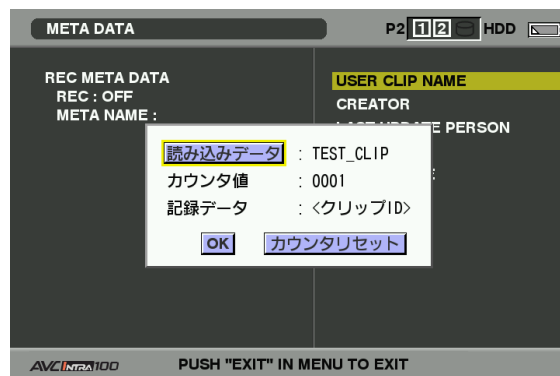 META DATA
P2 1 2 HDD
REC META DATA
REC : OFF
META NAME :
USER CLIP NAME
CREATOR
PERSON
読み込みデータ : TEST_CLIP
カウンタ値 : 0001
記録データ : <クリップID>
OK カウンタリセット
AVC INTRA 100 PUSH "EXIT" IN MENU TO EXIT